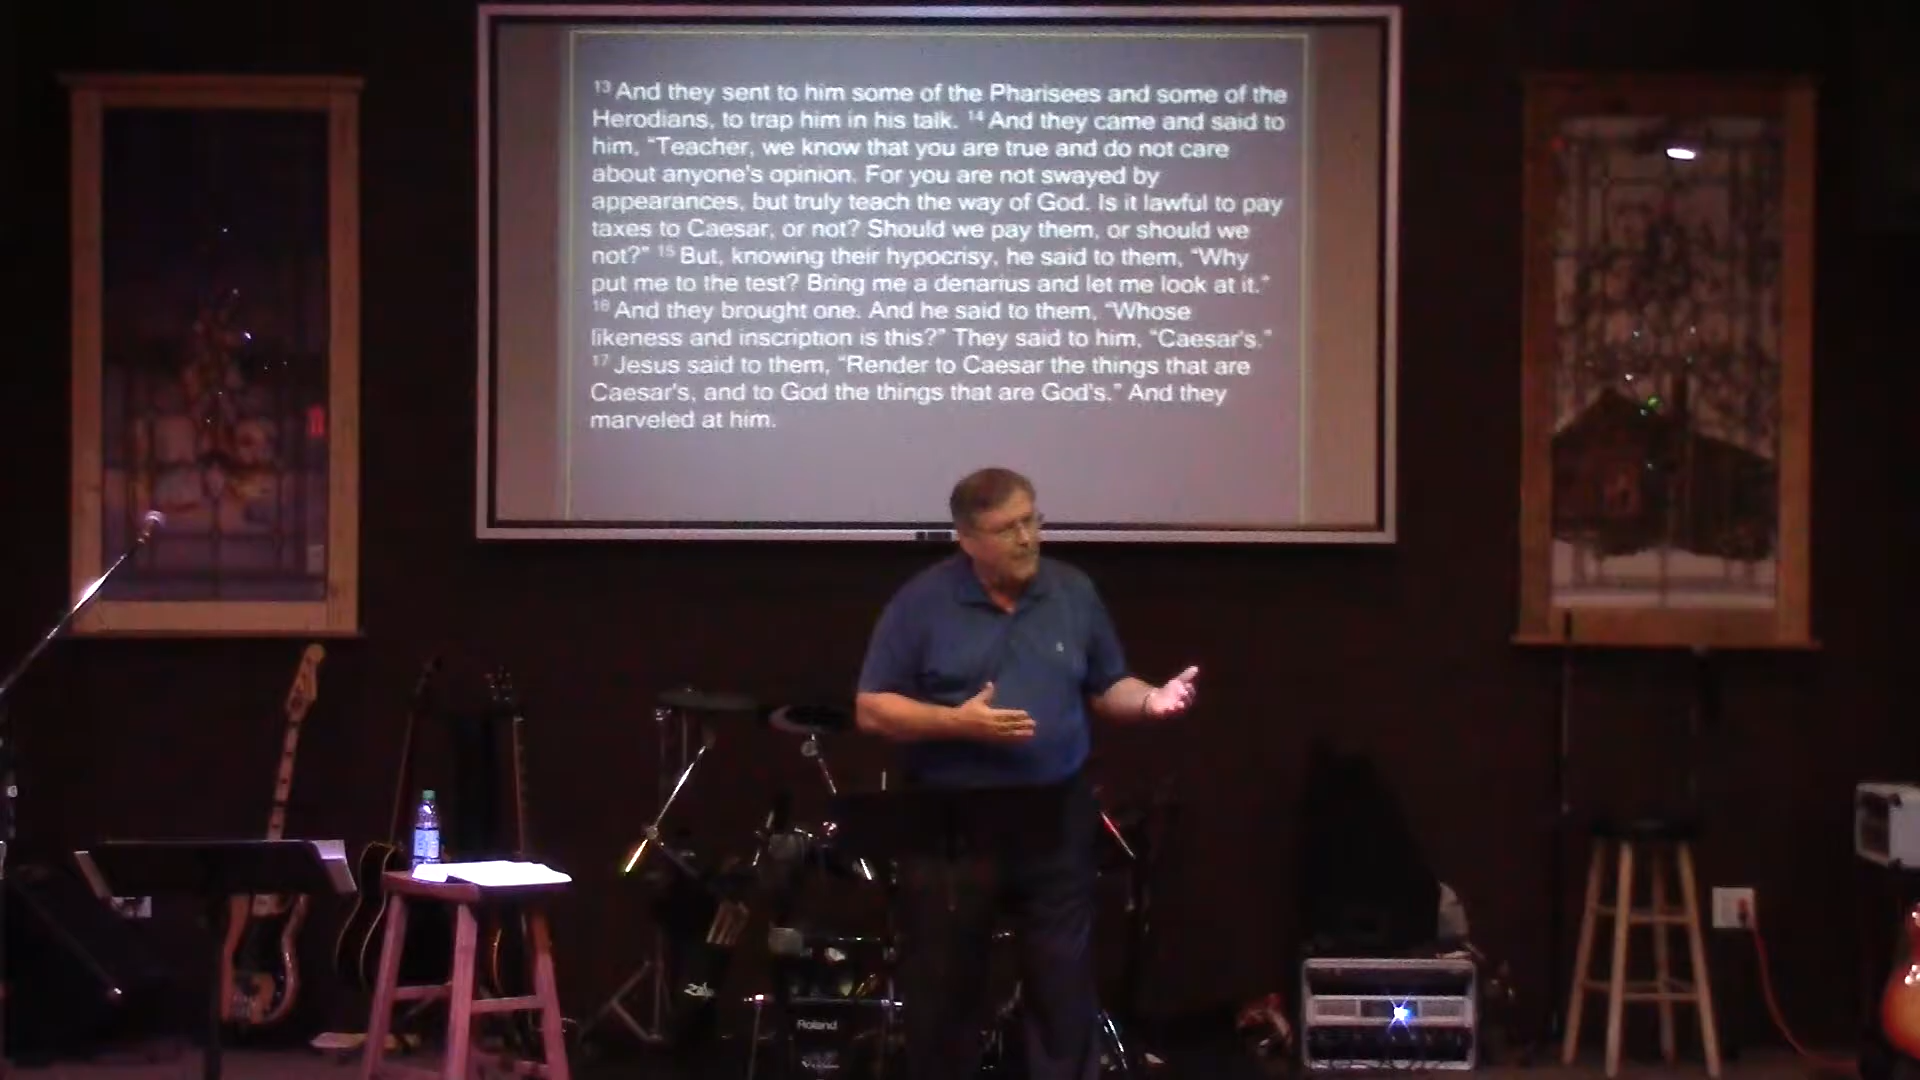 13 And they sent to him some of the Pharisees and some of the
Herodians, to trap him in his talk. 14 And they came and said to
him, “Teacher, we know that you are true and do not care
about anyone's opinion. For you are not swayed by
appearances, but truly teach the way of God. Is it lawful to pay
taxes to Caesar, or not? Should we pay them, or should we
not?” 15 But, knowing their hypocrisy, he said to them, “Why
put me to the test? Bring me a denarius and let me look at it.”
16 And they brought one. And he said to them, “Whose
likeness and inscription is this?” They said to him, “Caesar's.”
17 Jesus said to them, “Render to Caesar the things that are
Caesar's, and to God the things that are God's.” And they
marveled at him.
Roland